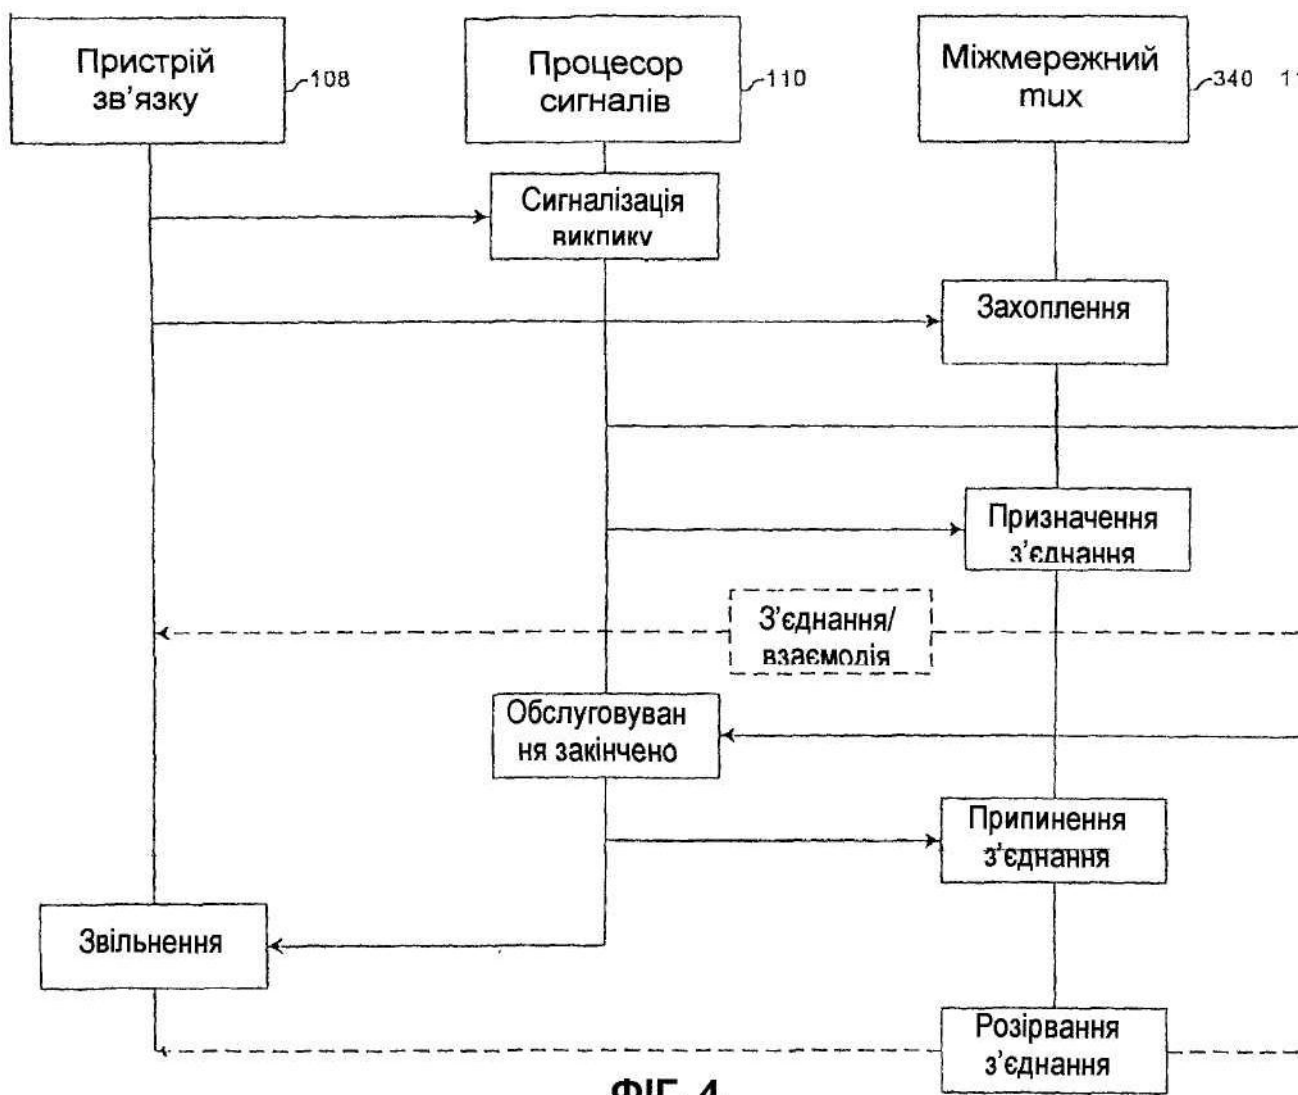 Пристрій
зв’язку
108
Процесор
сигналів
110
Міжмережний
mux
340
11
Сигналізація
виклику
Захоплення
Призначення
з’єднання
З’єднання/
взаємодія
Обслуговуван
ня закінчено
Припинення
з’єднання
Звільнення
Розірвання
з’єднання
ФІГ. 4